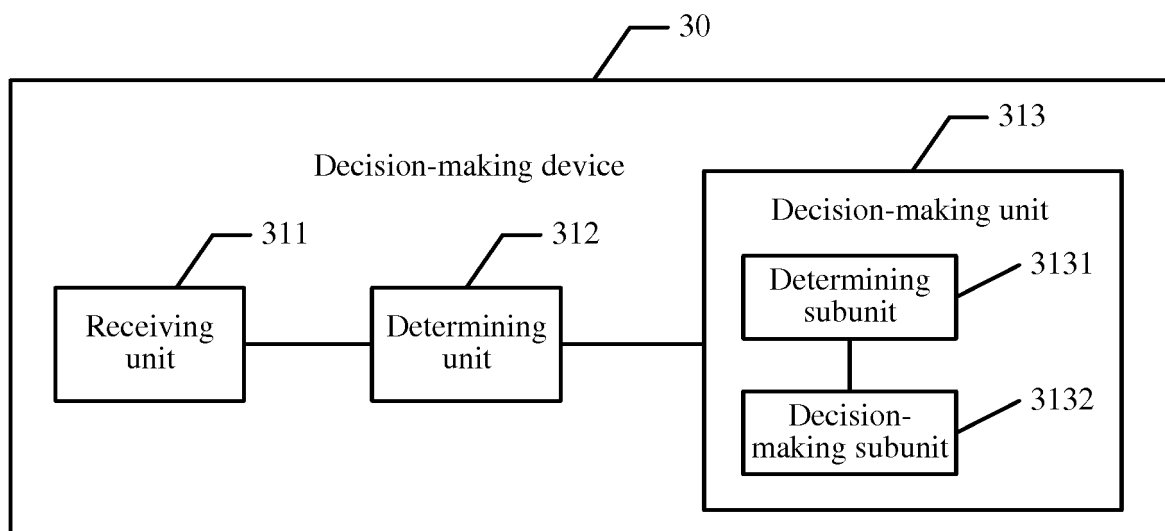 30
313
Decision-making device
Decision-making unit
311
312
3131
Determining
subunit
Receiving
unit
Determining
unit
3132
Decision-
making subunit